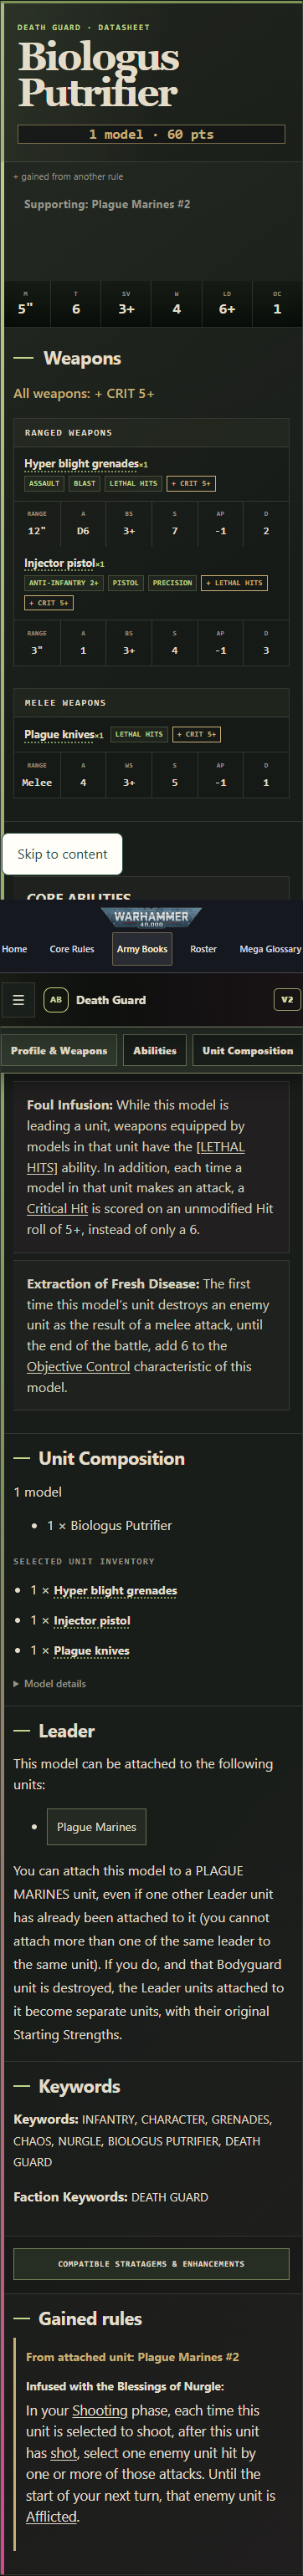 DEATH GUARD · DATASHEET
Biologus
Putrifier
1 model · 60 pts
+ gained from another rule
Supporting: Plague Marines #2
M T SV W LD OC
5" 6 3+ 4 6+ 1
Weapons
All weapons: + CRIT 5+
RANGED WEAPONS
Hyper blight grenades×1
ASSAULT BLAST LETHAL HITS + CRIT 5+
RANGE A BS S AP D
12" D6 3+ 7 -1 2
Injector pistol×1
ANTI-INFANTRY 2+ PISTOL PRECISION + LETHAL HITS
+ CRIT 5+
RANGE A BS S AP D
3" 1 3+ 4 -1 3
MELEE WEAPONS
Plague knives×1 LETHAL HITS + CRIT 5+
RANGE A WS S AP D
Melee 4 3+ 5 -1 1
Skip to content
CORE ABILITIES
WARHAMMER
40,000
Home Core Rules Army Books Roster Mega Glossary
☰ AB Death Guard V2
Profile & Weapons Abilities Unit Composition
Foul Infusion: While this model is
leading a unit, weapons equipped by
models in that unit have the [LETHAL
HITS] ability. In addition, each time a
model in that unit makes an attack, a
Critical Hit is scored on an unmodified Hit
roll of 5+, instead of only a 6.
Extraction of Fresh Disease: The first
time this model's unit destroys an enemy
unit as the result of a melee attack, until
the end of the battle, add 6 to the
Objective Control characteristic of this
model.
Unit Composition
1 model
• 1 × Biologus Putrifier
SELECTED UNIT INVENTORY
• 1 × Hyper blight grenades
• 1 × Injector pistol
• 1 × Plague knives
▶ Model details
Leader
This model can be attached to the following
units:
• Plague Marines
You can attach this model to a PLAGUE
MARINES unit, even if one other Leader unit
has already been attached to it (you cannot
attach more than one of the same leader to
the same unit). If you do, and that Bodyguard
unit is destroyed, the Leader units attached to
it become separate units, with their original
Starting Strengths.
Keywords
Keywords: INFANTRY, CHARACTER, GRENADES,
CHAOS, NURGLE, BIOLOGUS PUTRIFIER, DEATH
GUARD
Faction Keywords: DEATH GUARD
COMPATIBLE STRATAGEMS & ENHANCEMENTS
Gained rules
From attached unit: Plague Marines #2
Infused with the Blessings of Nurgle:
In your Shooting phase, each time this
unit is selected to shoot, after this unit
has shot, select one enemy unit hit by
one or more of those attacks. Until the
start of your next turn, that enemy unit is
Afflicted.